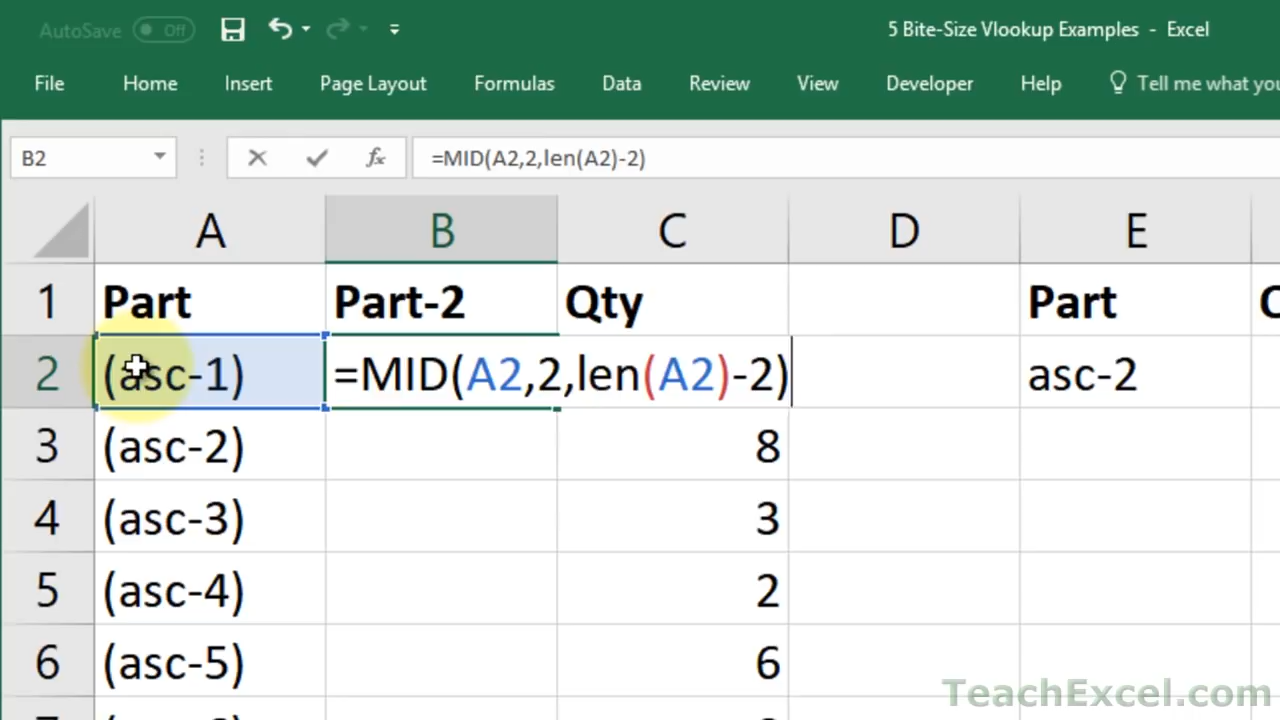 AutoSave Off 5 Bite-Size Vlookup Examples - Excel
File Home Insert Page Layout Formulas Data Review View Developer Help Tell me what you
B2 fx =MID(A2,2,len(A2)-2)
A B C D E
1 Part Part-2 Qty Part
2 (asc-1) =MID(A2,2,len(A2)-2) asc-2
3 (asc-2) 8
4 (asc-3) 3
5 (asc-4) 2
6 (asc-5) 6
TeachExcel.com